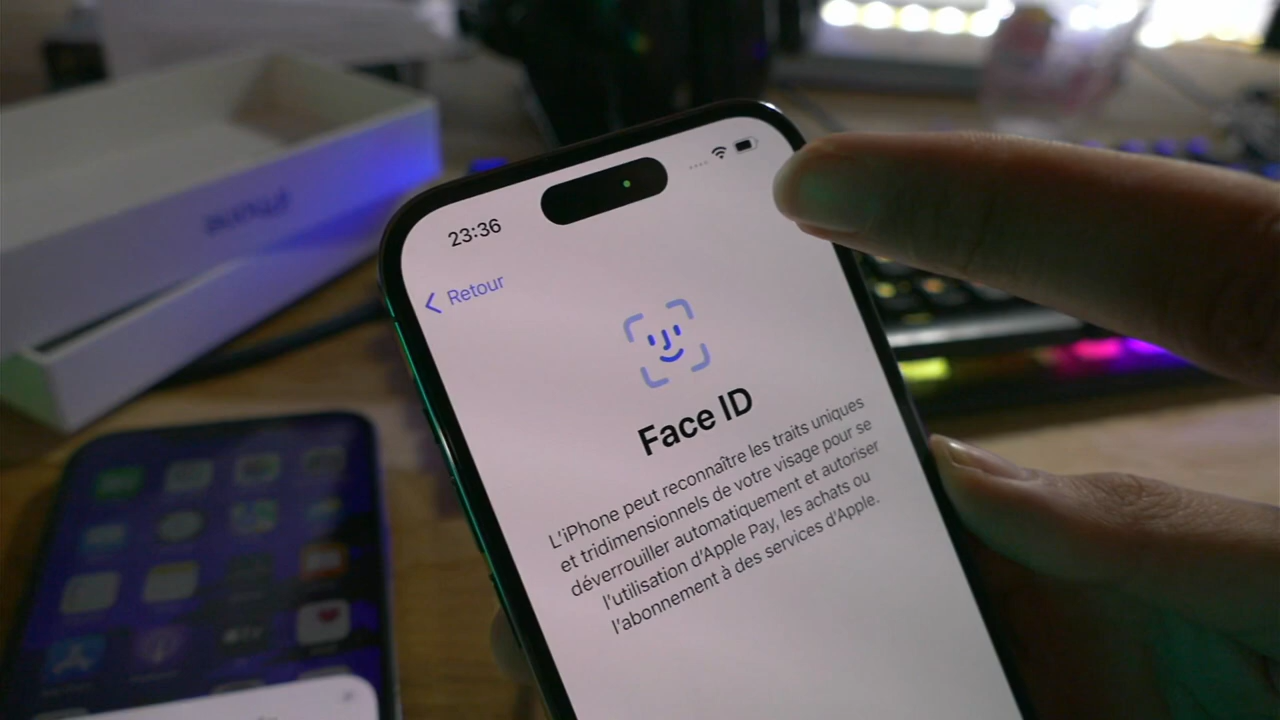 23:36
Retour
Face ID
L'iPhone peut reconnaître les traits uniques
et tridimensionnels de votre visage pour se
déverrouiller automatiquement et autoriser
l'utilisation d'Apple Pay, les achats ou
l'abonnement à des services d'Apple.
iPhone